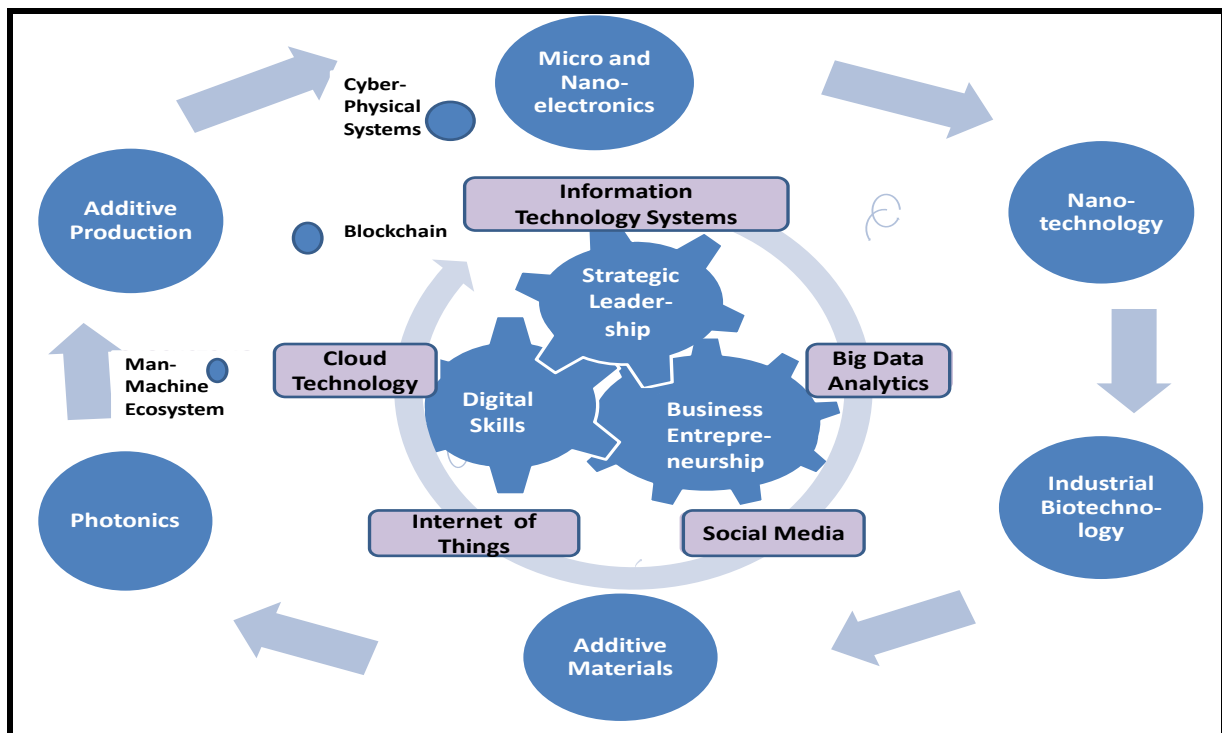 Micro and
Nano-
electronics
Cyber-
Physical
Systems
Additive
Production
Nano-
technology
Information
Technology Systems
Blockchain
Strategic
Leader-
ship
Man-
Machine
Ecosystem
Cloud
Technology
Big Data
Analytics
Digital
Skills
Business
Entrepre-
neurship
Photonics
Industrial
Biotechno-
logy
Internet of
Things
Social Media
Additive
Materials